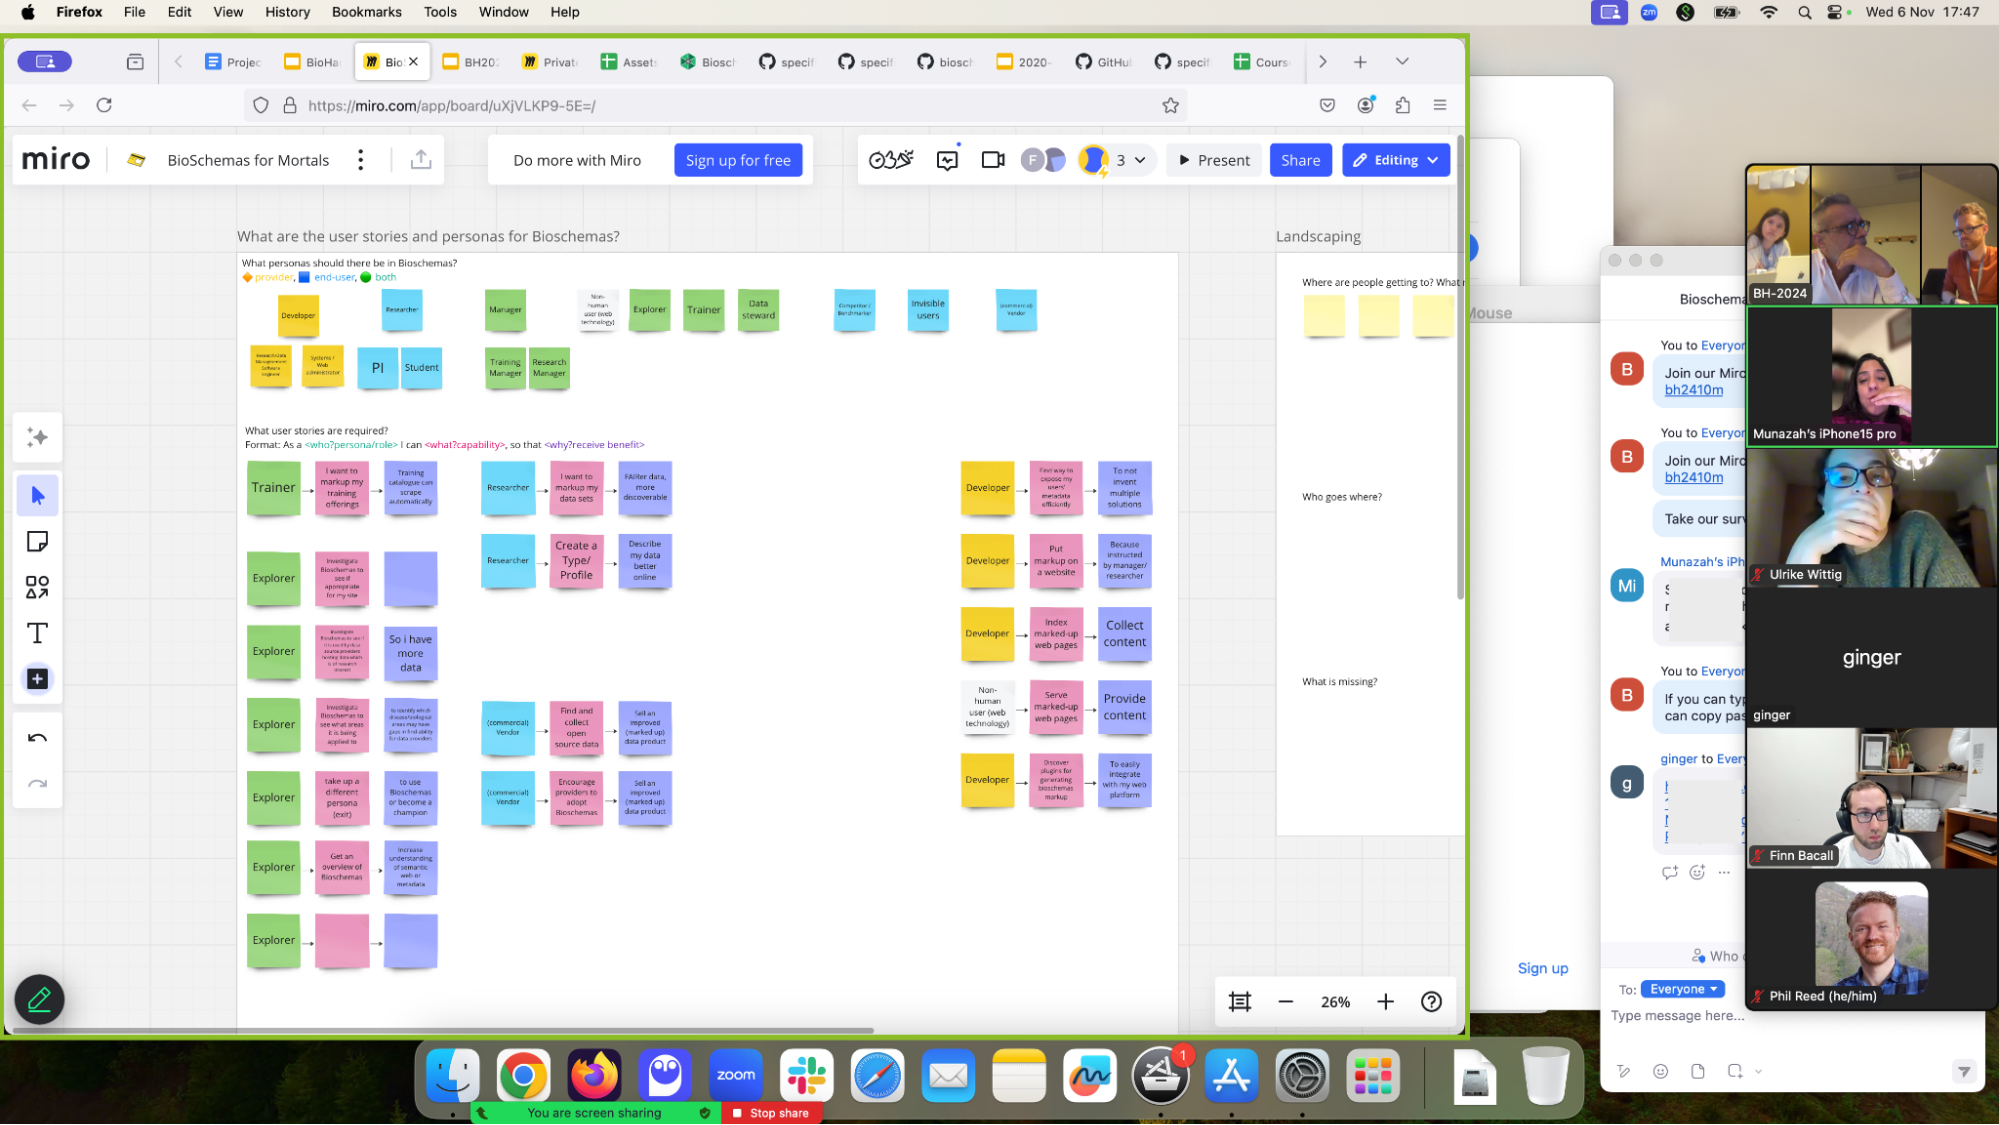 Firefox File Edit View History Bookmarks Tools Window Help
zm
Wed 6 Nov 17:47
Projec
BioHa
Bio
BH20
Privat
Assets
Biosch
specif
specif
biosch
2020-
GitHu
specif
Cours
https://miro.com/app/board/uXjVLKP9-5E=/
miro
BioSchemas for Mortals
Do more with Miro
Sign up for free
F
3
Present
Share
Editing
What are the user stories and personas for Bioschemas?
What personas should there be in Bioschemas?
provider, end-user, both
Developer
Researcher
Manager
Non-human user (web technology)
Explorer
Trainer
Data steward
Competitor / Benchmarker
Invisible users
(commercial) Vendor
Systems / Web administrator
PI
Student
Training Manager
Research Manager
What user stories are required?
Format: As a <who?persona/role> I can <what?capability>, so that <why?receive benefit>
Trainer
I want to markup my training offerings
Training catalogue can scrape automatically
Researcher
I want to markup my data sets
FAIRer data, more discoverable
Developer
Find way to expose my users' metadata efficiently
To not invent multiple solutions
Researcher
Create a Type/ Profile
Describe my data better online
Developer
Put markup on a website
Because instructed by manager/ researcher
Explorer
Investigate Bioschemas to see if appropriate for my site
Developer
Index marked-up web pages
Collect content
Explorer
So i have more data
Non-human user (web technology)
Serve marked-up web pages
Provide content
Explorer
Investigate Bioschemas to see what areas it is being applied to
to identify which disease/biological areas may have gaps in find-ability for data providers
(commercial) Vendor
Find and collect open source data
Sell an improved (marked up) data product
Developer
Discover plugins for generating bioschemas markup
To easily integrate with my web platform
Explorer
take up a different persona (exit)
to use Bioschemas or become a champion
(commercial) Vendor
Encourage providers to adopt Bioschemas
Sell an improved (marked up) data product
Explorer
Get an overview of Bioschemas
Increase understanding of semantic web or metadata
Explorer
Landscaping
Where are people getting to? What
Who goes where?
What is missing?
26%
Mouse
Sign up
Bioschema
You to Everyor
B
Join our Miro
bh2410m
You to Everyor
B
Join our Miro
bh2410m
Take our surv
Munazah's iPh
Mi
You to Everyor
B
If you can typ
can copy pas
ginger to Every
g
Who
To: Everyone
Type message here...
BH-2024
Munazah's iPhone15 pro
Ulrike Wittig
ginger
ginger
Finn Bacall
Phil Reed (he/him)
zoom
1
You are screen sharing
Stop share